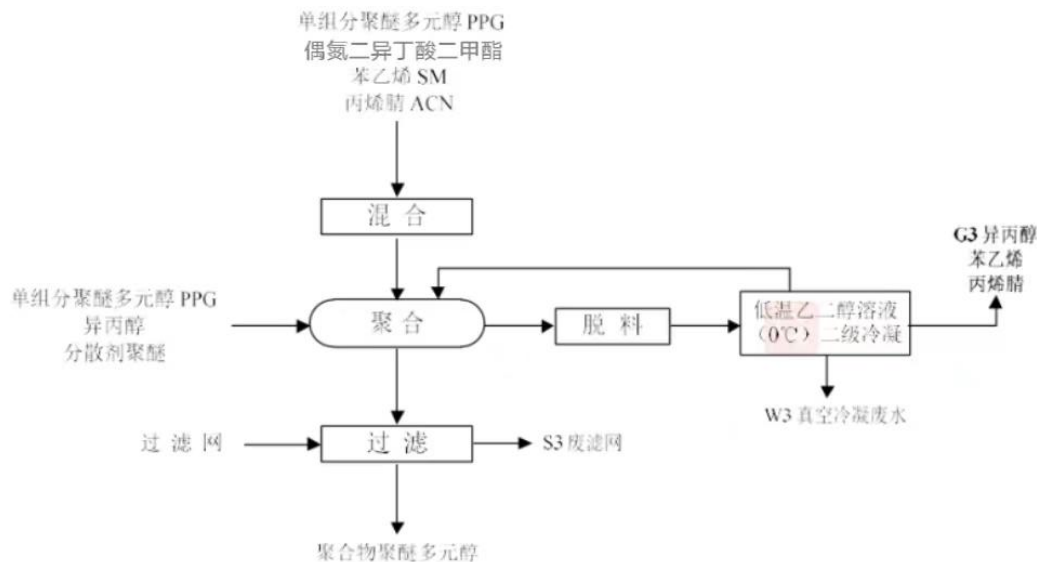 单组分聚醚多元醇 PPG
偶氮二异丁酸二甲酯
苯乙烯 SM
丙烯腈 ACN
混 合
G3 异丙醇
苯乙烯
丙烯腈
单组分聚醚多元醇 PPG
异丙醇
分散剂聚醚
聚 合
脱 料
低温乙二醇溶液
（0℃）二级冷凝
W3 真空冷凝废水
过 滤 网
过 滤
S3 废滤网
聚合物聚醚多元醇